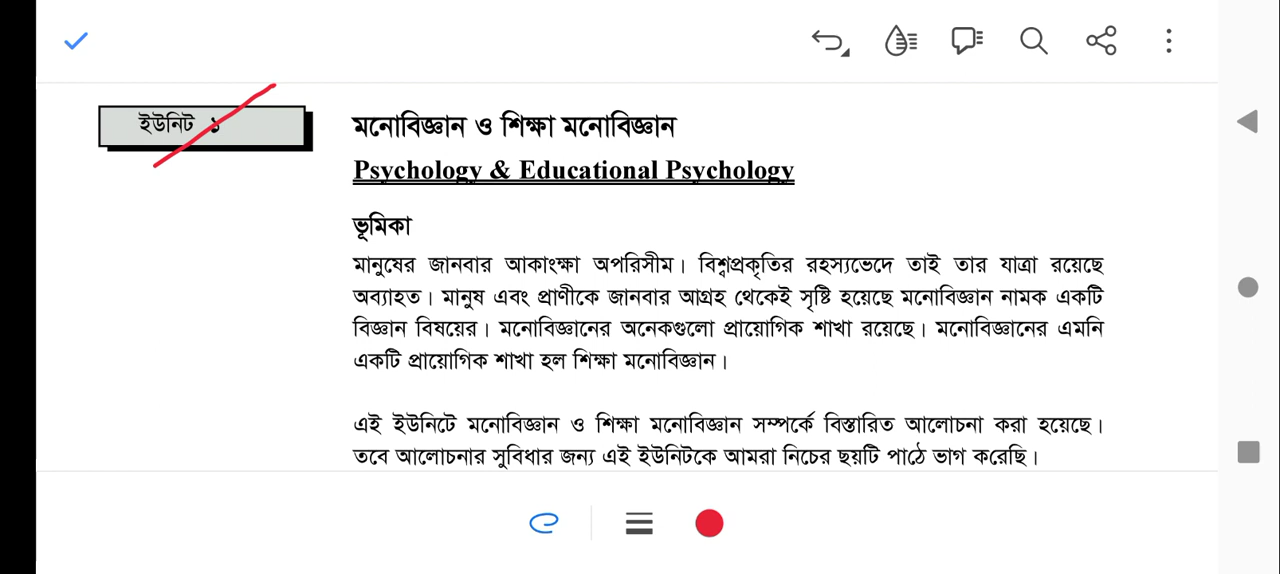 ইউনিট ১
মনোবিজ্ঞান ও শিক্ষা মনোবিজ্ঞান
Psychology & Educational Psychology
ভূমিকা
মানুষের জানবার আকাংক্ষা অপরিসীম। বিশ্বপ্রকৃতির রহস্যভেদে তাই তার যাত্রা রয়েছে
অব্যাহত। মানুষ এবং প্রাণীকে জানবার আগ্রহ থেকেই সৃষ্টি হয়েছে মনোবিজ্ঞান নামক একটি
বিজ্ঞান বিষয়ের। মনোবিজ্ঞানের অনেকগুলো প্রায়োগিক শাখা রয়েছে। মনোবিজ্ঞানের এমনি
একটি প্রায়োগিক শাখা হল শিক্ষা মনোবিজ্ঞান।
এই ইউনিটে মনোবিজ্ঞান ও শিক্ষা মনোবিজ্ঞান সম্পর্কে বিস্তারিত আলোচনা করা হয়েছে।
তবে আলোচনার সুবিধার জন্য এই ইউনিটকে আমরা নিচের ছয়টি পাঠে ভাগ করেছি।